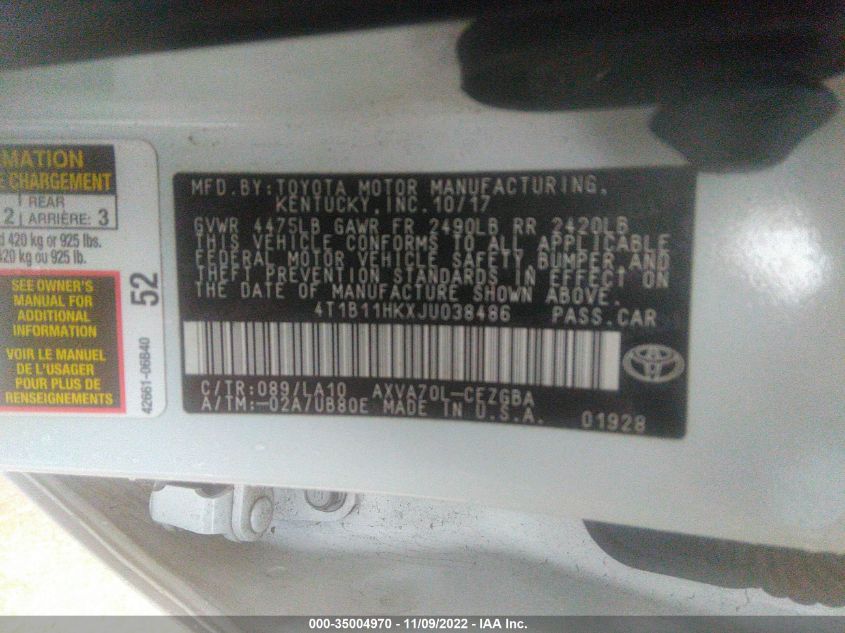 MATION
E CHARGEMENT
2 REAR ARRIÈRE: 3
420 kg or 925 lbs.
420 kg ou 925 lb.
SEE OWNER'S
MANUAL FOR
ADDITIONAL
INFORMATION
VOIR LE MANUEL
DE L'USAGER
POUR PLUS DE
RENSEIGNEMENTS
52
42661-06B40
MFD.BY:TOYOTA MOTOR MANUFACTURING,
KENTUCKY, INC. 10/17
GVWR 4475LB GAWR FR 2490LB RR 2420LB
THIS VEHICLE CONFORMS TO ALL APPLICABLE
FEDERAL MOTOR VEHICLE SAFETY, BUMPER AND
THEFT PREVENTION STANDARDS IN EFFECT ON
THE DATE OF MANUFACTURE SHOWN ABOVE.
4T1B11HKXJU038486 PASS.CAR
C/TR:089/LA10 AXVA70L-CEZGBA
A/TM:-02A/UB80E MADE IN U.S.A. 01928
000-35004970 - 11/09/2022 - IAA Inc.